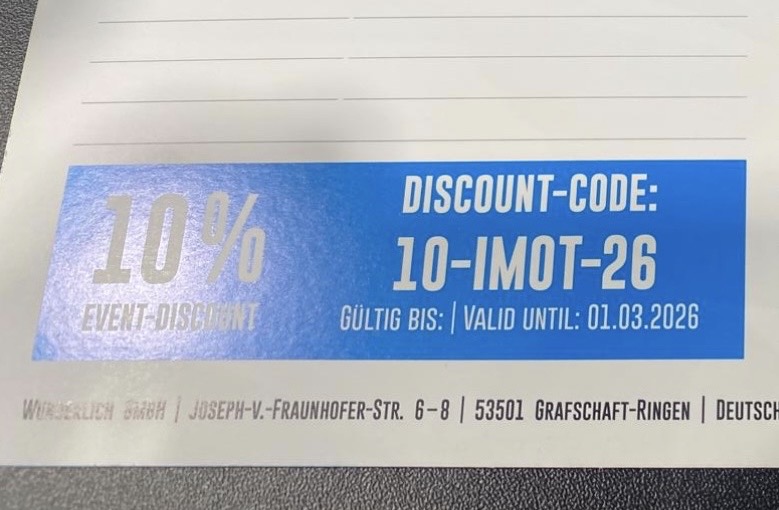 10% DISCOUNT-CODE:
10-IMOT-26
EVENT-DISCOUNT GÜLTIG BIS: | VALID UNTIL: 01.03.2026
WUNDERLICH GMBH | JOSEPH-V.-FRAUNHOFER-STR. 6–8 | 53501 GRAFSCHAFT-RINGEN | DEUTSCH